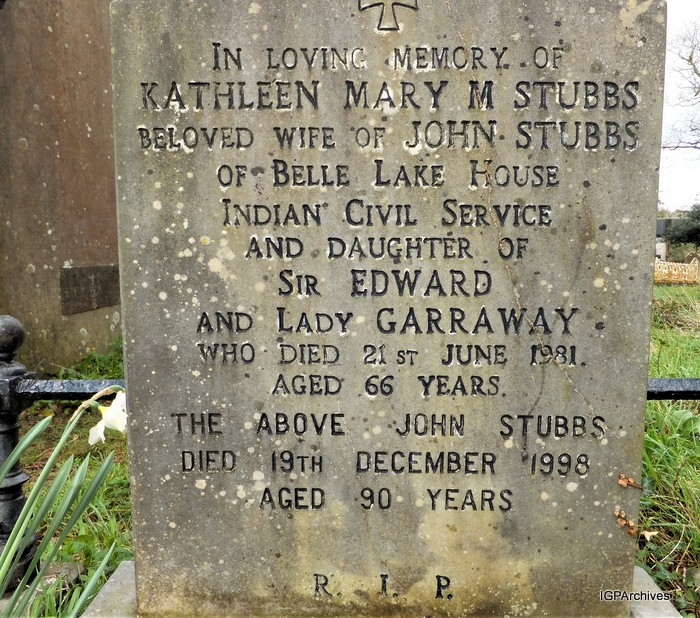 IN LOVING MEMORY OF
KATHLEEN MARY M STUBBS
BELOVED WIFE OF JOHN STUBBS
OF BELLE LAKE HOUSE
INDIAN CIVIL SERVICE
AND DAUGHTER OF
SIR EDWARD
AND LADY GARRAWAY
WHO DIED 21ST JUNE 1981.
AGED 66 YEARS.
THE ABOVE JOHN STUBBS
DIED 19TH DECEMBER 1998
AGED 90 YEARS
R. I. P.
IGPArchives